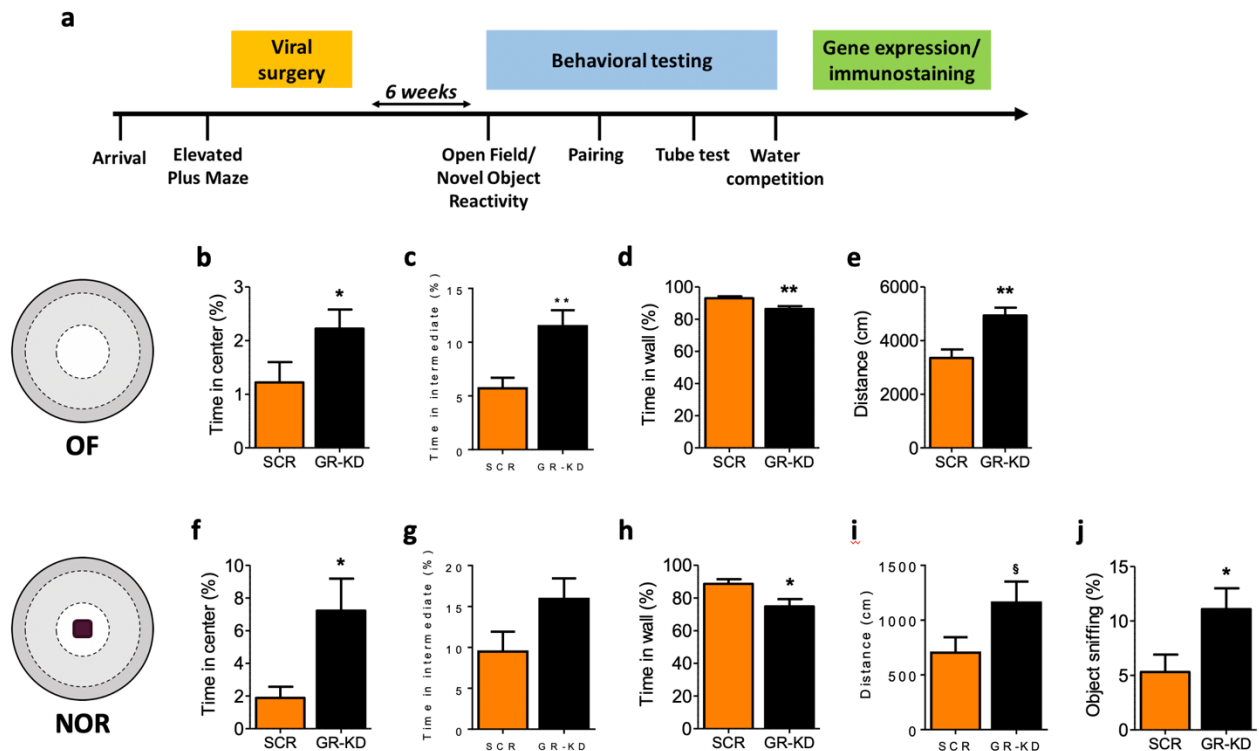 a
Viral
surgery
Behavioral testing
Gene expression/
immunostaining
6 weeks
Arrival
Elevated
Plus Maze
Open Field/
Novel Object
Reactivity
Pairing
Tube test
Water
competition
OF
b
Time in center (%)
3
2
1
0
*
SCR GR-KD
c
Time in intermediate (%)
15
10
5
0
**
SCR GR-KD
d
Time in wall (%)
100
80
60
40
20
0
**
SCR GR-KD
e
Distance (cm)
6000
4000
2000
0
**
SCR GR-KD
NOR
f
Time in center (%)
10
8
6
4
2
0
*
SCR GR-KD
g
Time in intermediate (%)
20
15
10
5
0
SCR GR-KD
h
Time in wall (%)
100
80
60
40
20
0
*
SCR GR-KD
i
Distance (cm)
1500
1000
500
0
§
SCR GR-KD
j
Object sniffing (%)
15
10
5
0
*
SCR GR-KD